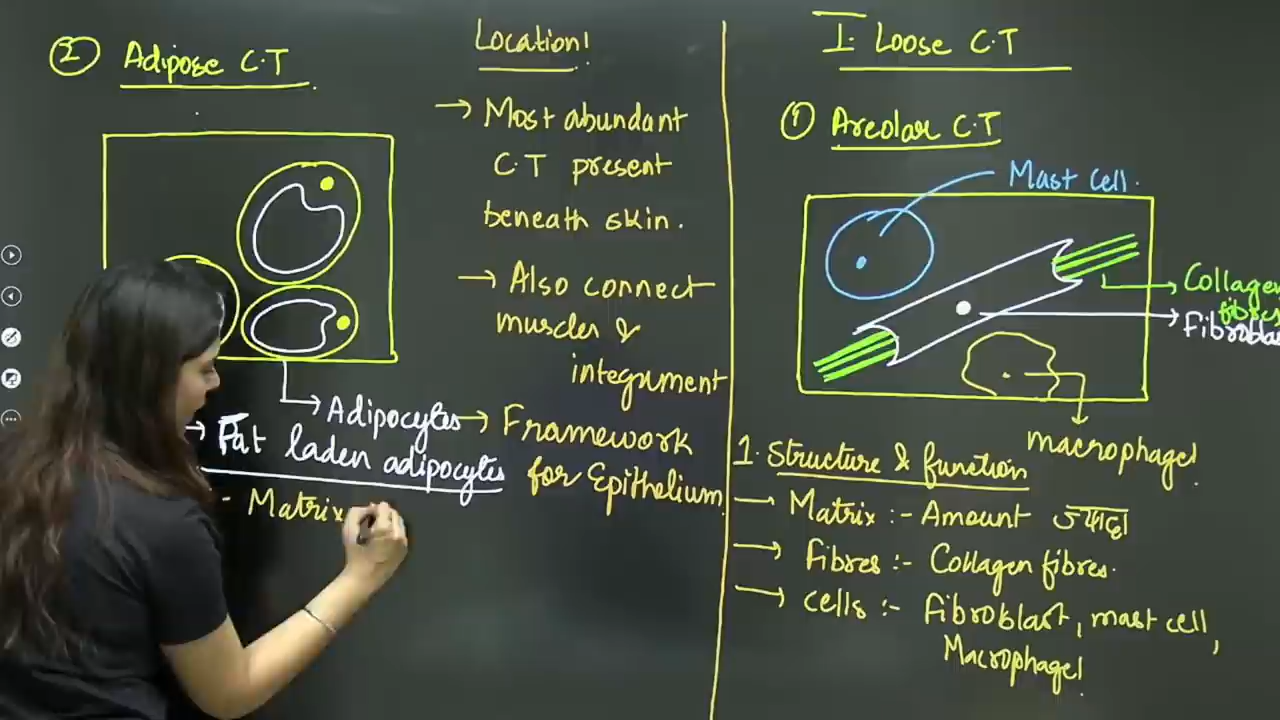 ② Adipose C.T
Adipocytes
→ Fat laden adipocytes
- Matrix
Location!
→ Most abundant
C.T present
beneath skin.
→ Also connect
muscles &
integument
→ Framework
for Epithelium
I. Loose C.T
① Areolar C.T
Mast cell.
Collagen
fibres
Fibroblas
macrophage!
1. Structure & function
→ Matrix :- Amount ज्यादा
→ Fibres :- Collagen fibres.
→ Cells :- Fibroblast, mast cell,
Macrophage!